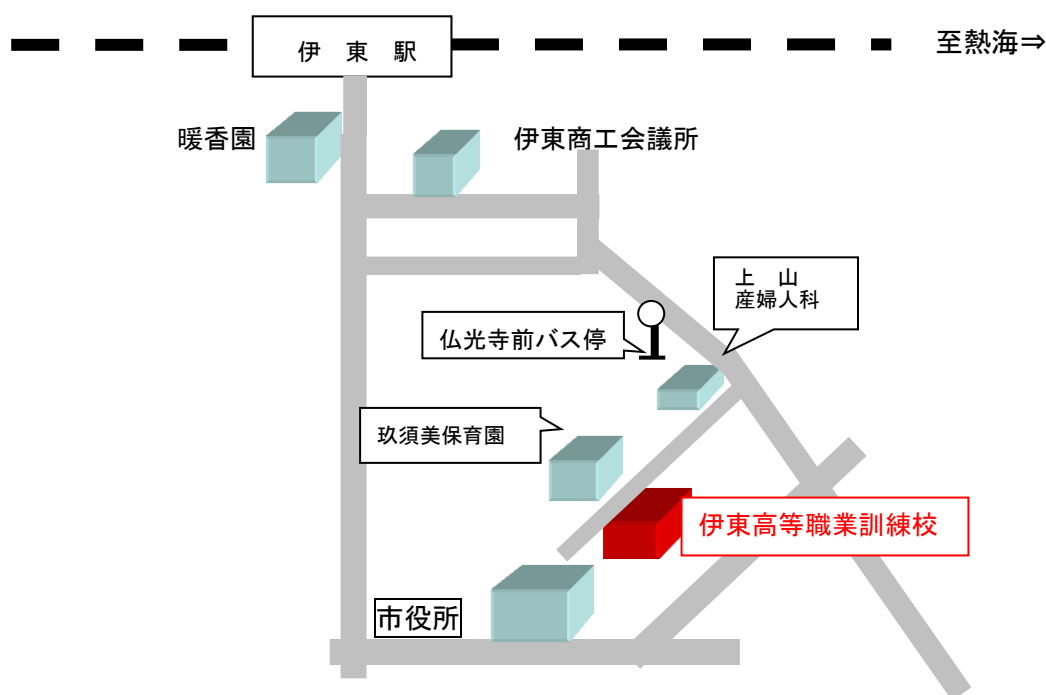 伊　東　駅
至熱海⇒
暖香園
伊東商工会議所
上　山
産婦人科
仏光寺前バス停
玖須美保育園
伊東高等職業訓練校
市役所